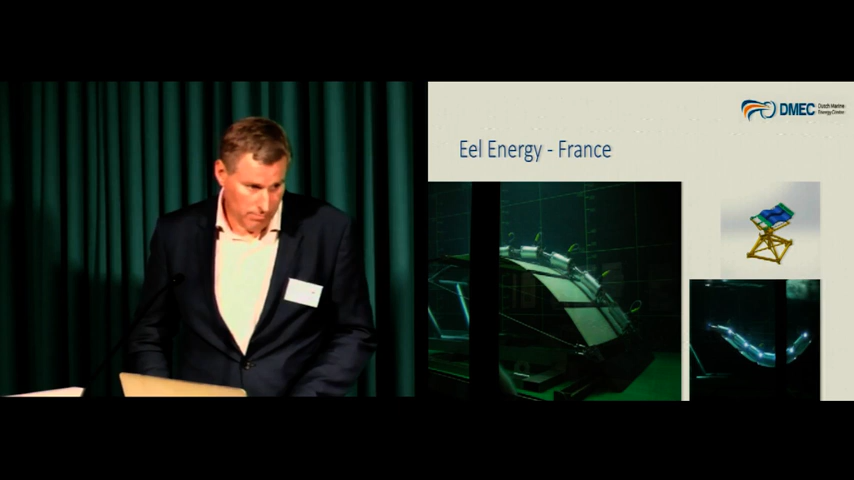 DMEC
Dutch Marine
Energy Centre
Eel Energy - France